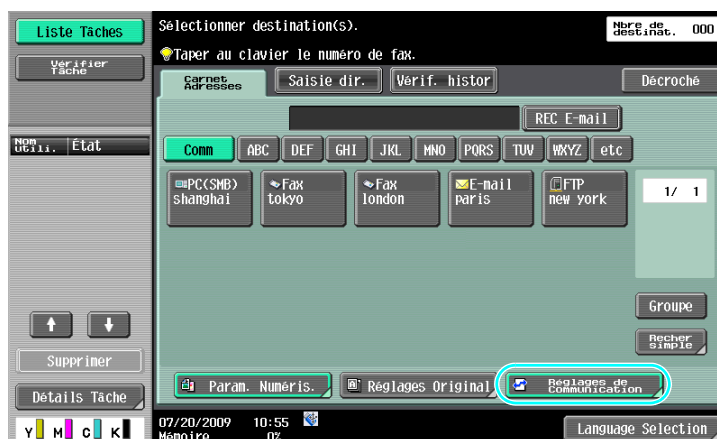 Liste Tâches
Vérifier
Tâche
Nom
Utili.
État
Supprimer
Détails Tâche
Y M C K
Sélectionner destination(s).
Nbre de
destinat. 000
Taper au clavier le numéro de fax.
Carnet
Adresses
Saisie dir.
Vérif. histor
Décroché
REC E-mail
Comm ABC DEF GHI JKL MNO PQRS TUV WXYZ etc
PC(SMB)
shanghai
Fax
tokyo
Fax
london
E-mail
paris
FTP
new york
1/ 1
Groupe
Recher
simple
Param. Numéris.
Réglages Original
Réglages de
Communication
07/20/2009 10:55
Mémoire 0%
Language Selection